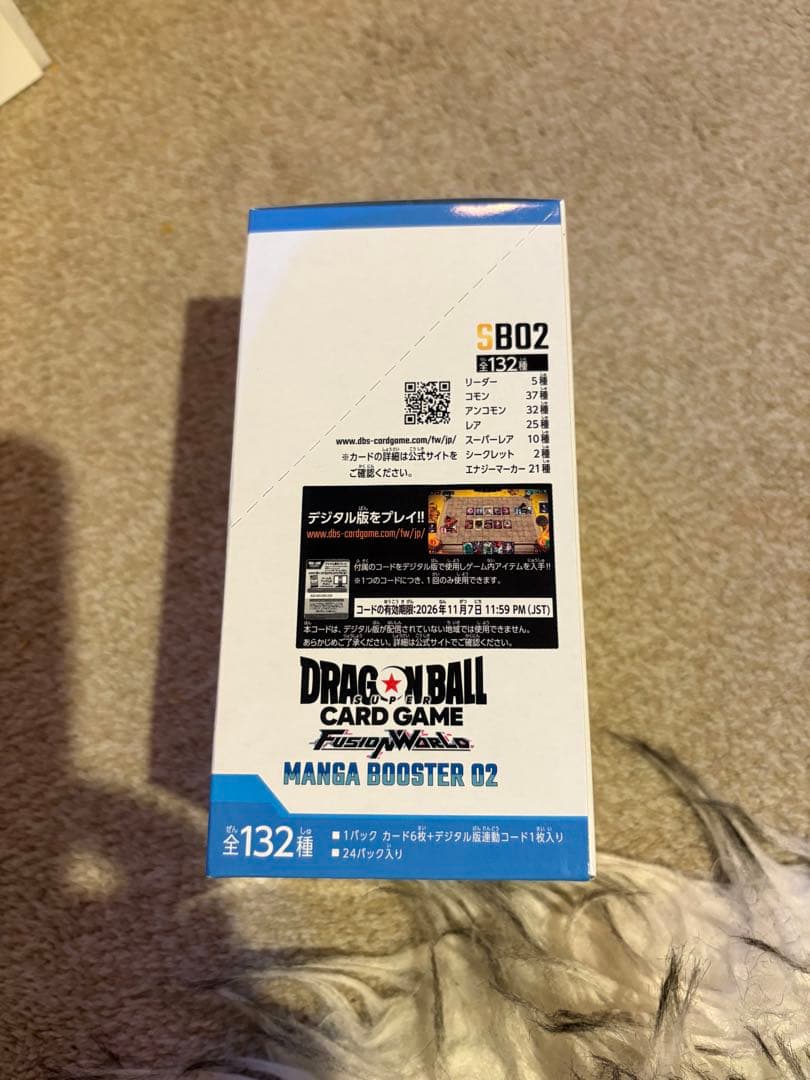 SB02
全132種
リーダー 5種
コモン 37種
アンコモン 32種
レア 25種
スーパーレア 10種
シークレット 2種
エナジーマーカー 21種
www.dbs-cardgame.com/fw/jp/
※カードの詳細は公式サイトを
ご確認ください。
デジタル版をプレイ!!
www.dbs-cardgame.com/fw/jp/
付属のコードをデジタル版で使用しゲーム内アイテムを入手!!
※1つのコードにつき、1回のみ使用できます。
コードの有効期限:2026年11月7日 11:59 PM (JST)
本コードは、デジタル版が配信されていない地域では使用できません。
あらかじめご了承ください。詳細は公式サイトでご確認ください。
DRAGON BALL
SUPER
CARD GAME
FUSION WORLD
MANGA BOOSTER 02
全132種
■1パック カード6枚+デジタル版連動コード1枚入り
■24パック入り